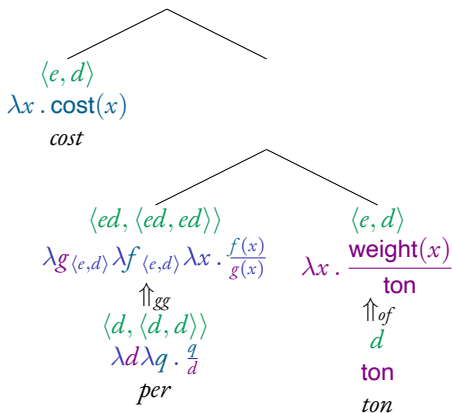 ⟨e, d⟩
λx . cost(x)
cost
⟨ed, ⟨ed, ed⟩⟩
λg⟨e,d⟩λf⟨e,d⟩λx . f(x)/g(x)
⇑gg
⟨d, ⟨d, d⟩⟩
λdλq . q/d
per
⟨e, d⟩
λx . weight(x)/ton
⇑of
d
ton
ton